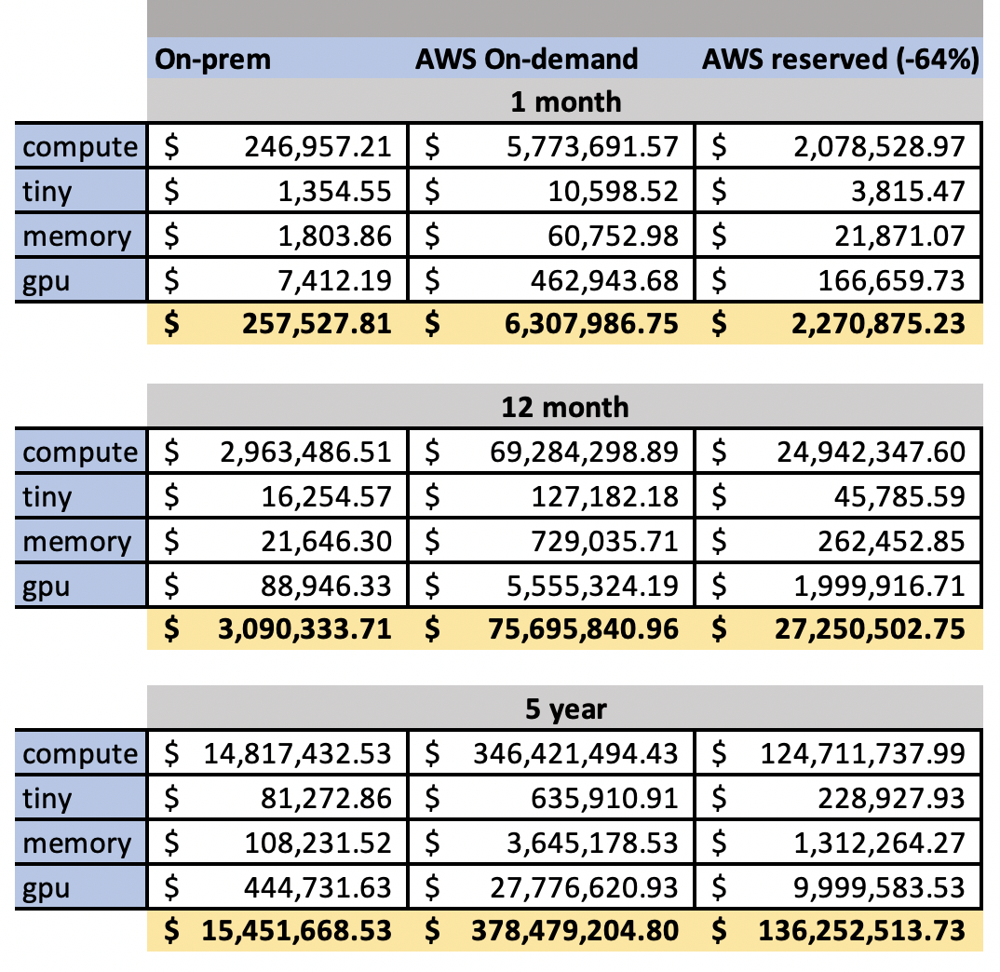 On-prem AWS On-demand AWS reserved (-64%)
1 month
compute $ 246,957.21 $ 5,773,691.57 $ 2,078,528.97
tiny $ 1,354.55 $ 10,598.52 $ 3,815.47
memory $ 1,803.86 $ 60,752.98 $ 21,871.07
gpu $ 7,412.19 $ 462,943.68 $ 166,659.73
$ 257,527.81 $ 6,307,986.75 $ 2,270,875.23
12 month
compute $ 2,963,486.51 $ 69,284,298.89 $ 24,942,347.60
tiny $ 16,254.57 $ 127,182.18 $ 45,785.59
memory $ 21,646.30 $ 729,035.71 $ 262,452.85
gpu $ 88,946.33 $ 5,555,324.19 $ 1,999,916.71
$ 3,090,333.71 $ 75,695,840.96 $ 27,250,502.75
5 year
compute $ 14,817,432.53 $ 346,421,494.43 $ 124,711,737.99
tiny $ 81,272.86 $ 635,910.91 $ 228,927.93
memory $ 108,231.52 $ 3,645,178.53 $ 1,312,264.27
gpu $ 444,731.63 $ 27,776,620.93 $ 9,999,583.53
$ 15,451,668.53 $ 378,479,204.80 $ 136,252,513.73